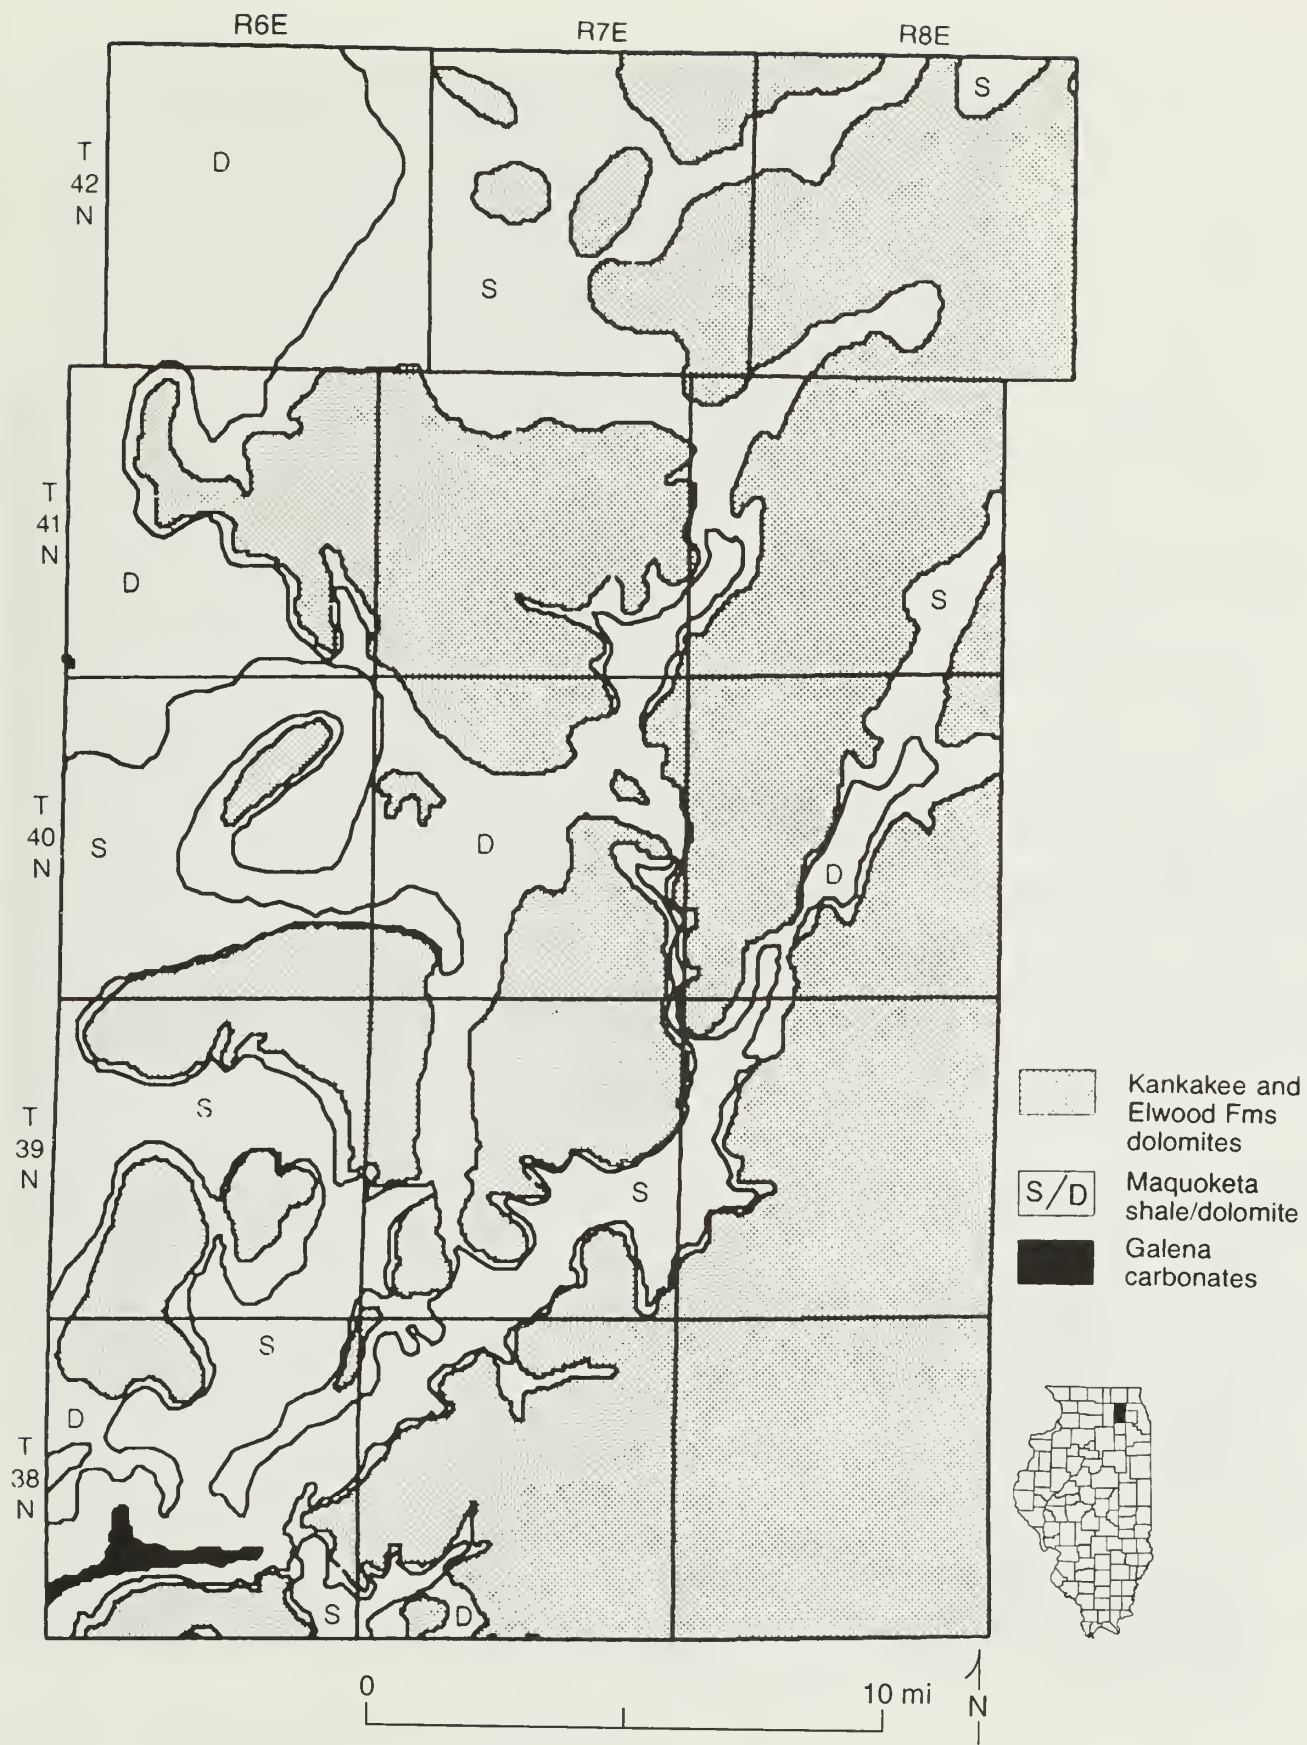 R6E
R7E
R8E
S
T
42
N
D
S
T
41
N
D
S
T
40
N
S
D
D
T
39
N
S
S
S
D
T
38
N
S
D
Kankakee and
Elwood Fms
dolomites
S/D
Maquoketa
shale/dolomite
Galena
carbonates
0
10 mi
N